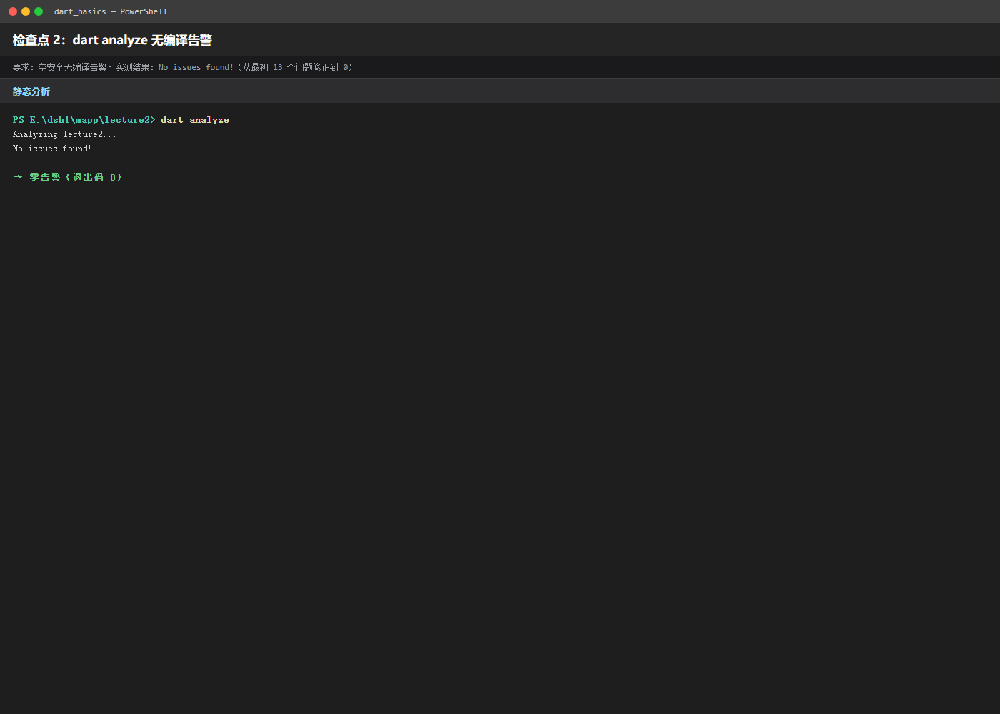 dart_basics — PowerShell
检查点 2：dart analyze 无编译告警
要求：空安全无编译告警。实测结果：No issues found!（从最初 13 个问题修正到 0）
静态分析
PS E:\dsh1\mapp\lecture2> dart analyze
Analyzing lecture2...
No issues found!
→ 零告警（退出码 0）